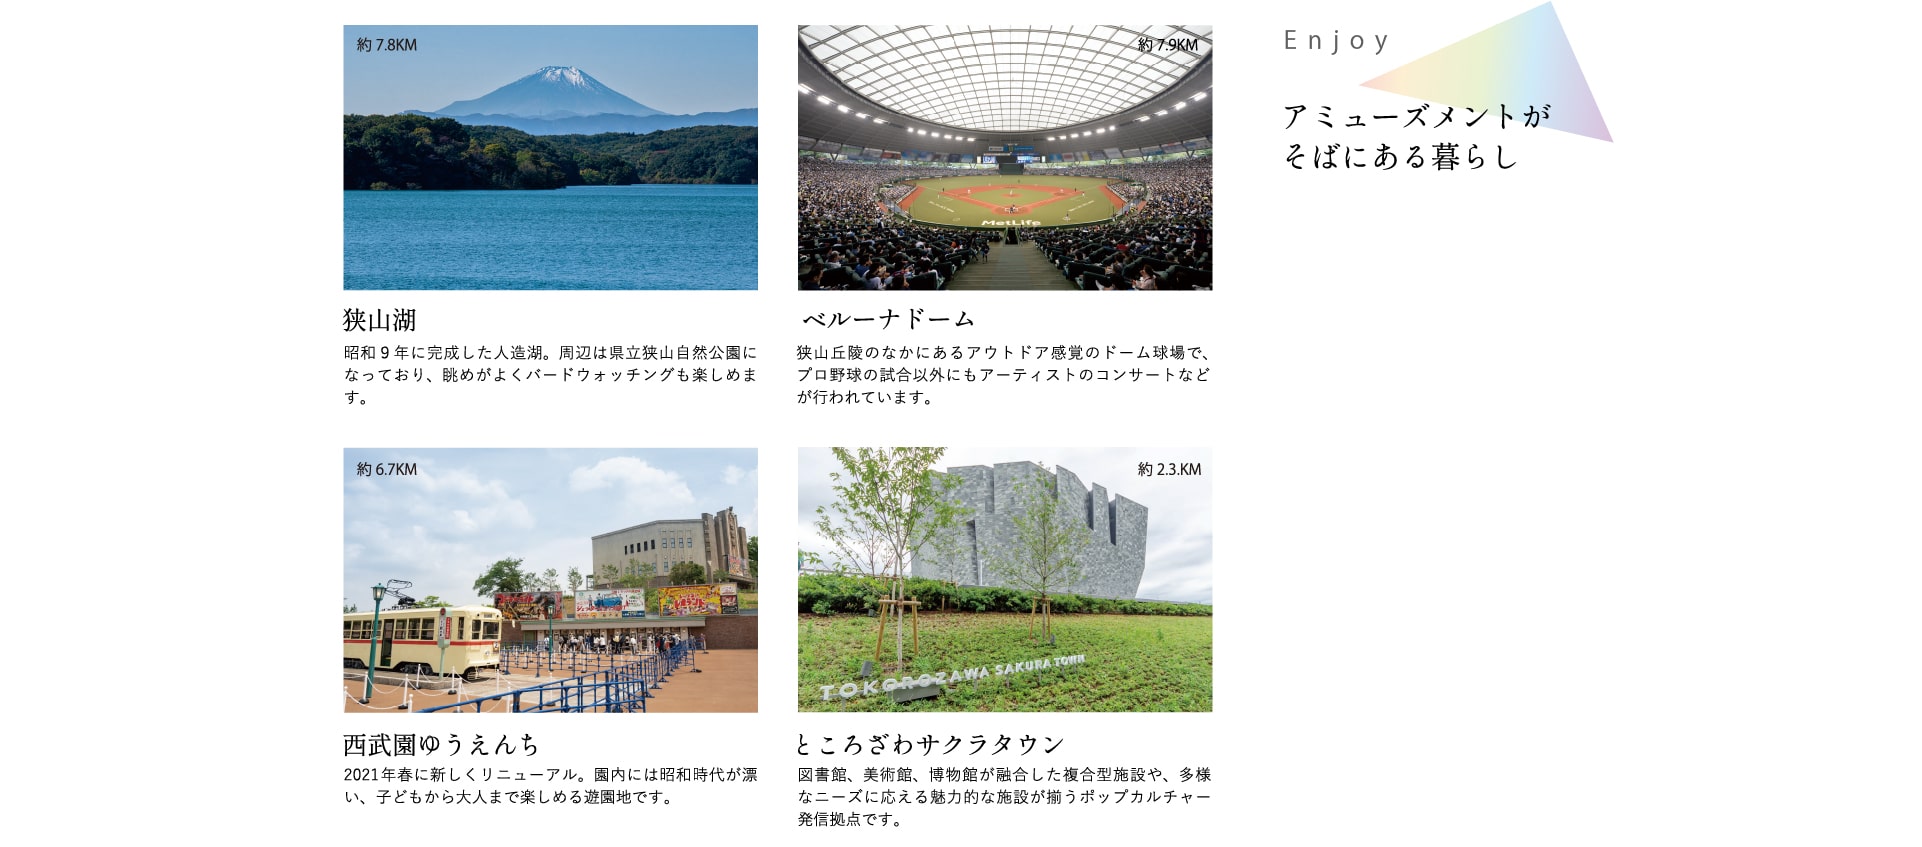 Enjoy
アミューズメントが
そばにある暮らし
約 7.8KM
狭山湖
昭和 9 年に完成した人造湖。周辺は県立狭山自然公園に
なっており、眺めがよくバードウォッチングも楽しめま
す。
約 7.9KM
MetLife
ベルーナドーム
狭山丘陵のなかにあるアウトドア感覚のドーム球場で、
プロ野球の試合以外にもアーティストのコンサートなど
が行われています。
約 6.7KM
西武園ゆうえんち
2021年春に新しくリニューアル。園内には昭和時代が漂
い、子どもから大人まで楽しめる遊園地です。
約 2.3.KM
TOKOROZAWA SAKURA TOWN
ところざわサクラタウン
図書館、美術館、博物館が融合した複合型施設や、多様
なニーズに応える魅力的な施設が揃うポップカルチャー
発信拠点です。